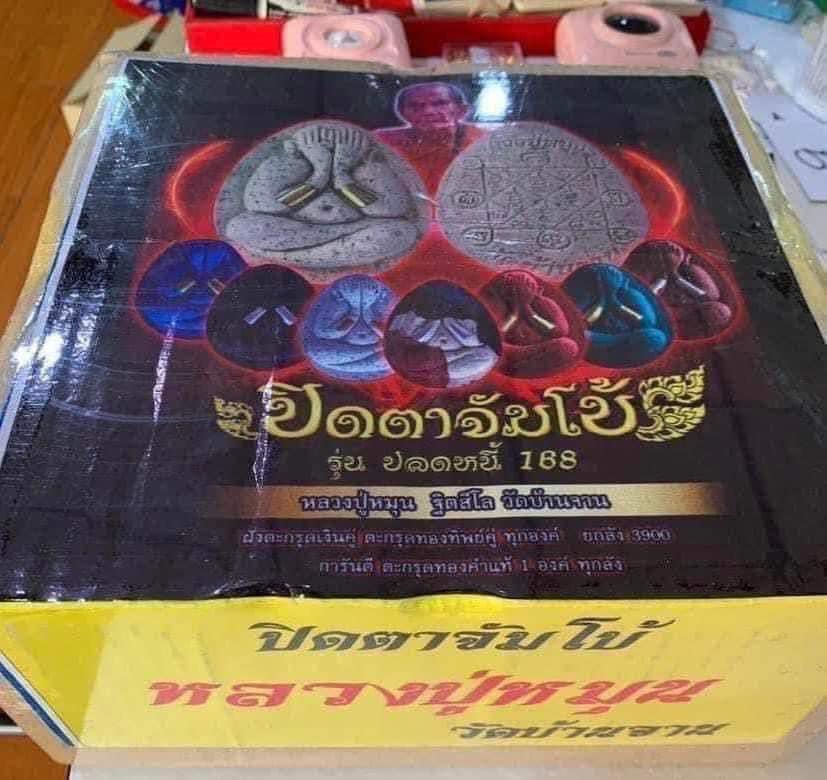 ปิดตาจัมโบ้
รุ่น ปลดหนี้ 168
หลวงปู่หมุน ฐิตสีโล วัดบ้านจาน
ฝังตะกรุดเงินคู่ ตะกรุดทองทิพย์คู่ ทุกองค์ ยกลัง 3900
การันตี ตะกรุดทองคำแท้ 1 องค์ ทุกลัง
ปิดตาจัมโบ้
หลวงปู่หมุน
วัดบ้านจาน